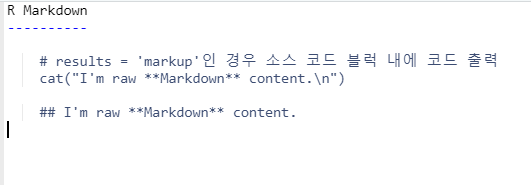 R Markdown
----------
# results = 'markup'인 경우 소스 코드 블럭 내에 코드 출력
cat("I'm raw **Markdown** content.\n")
## I'm raw **Markdown** content.